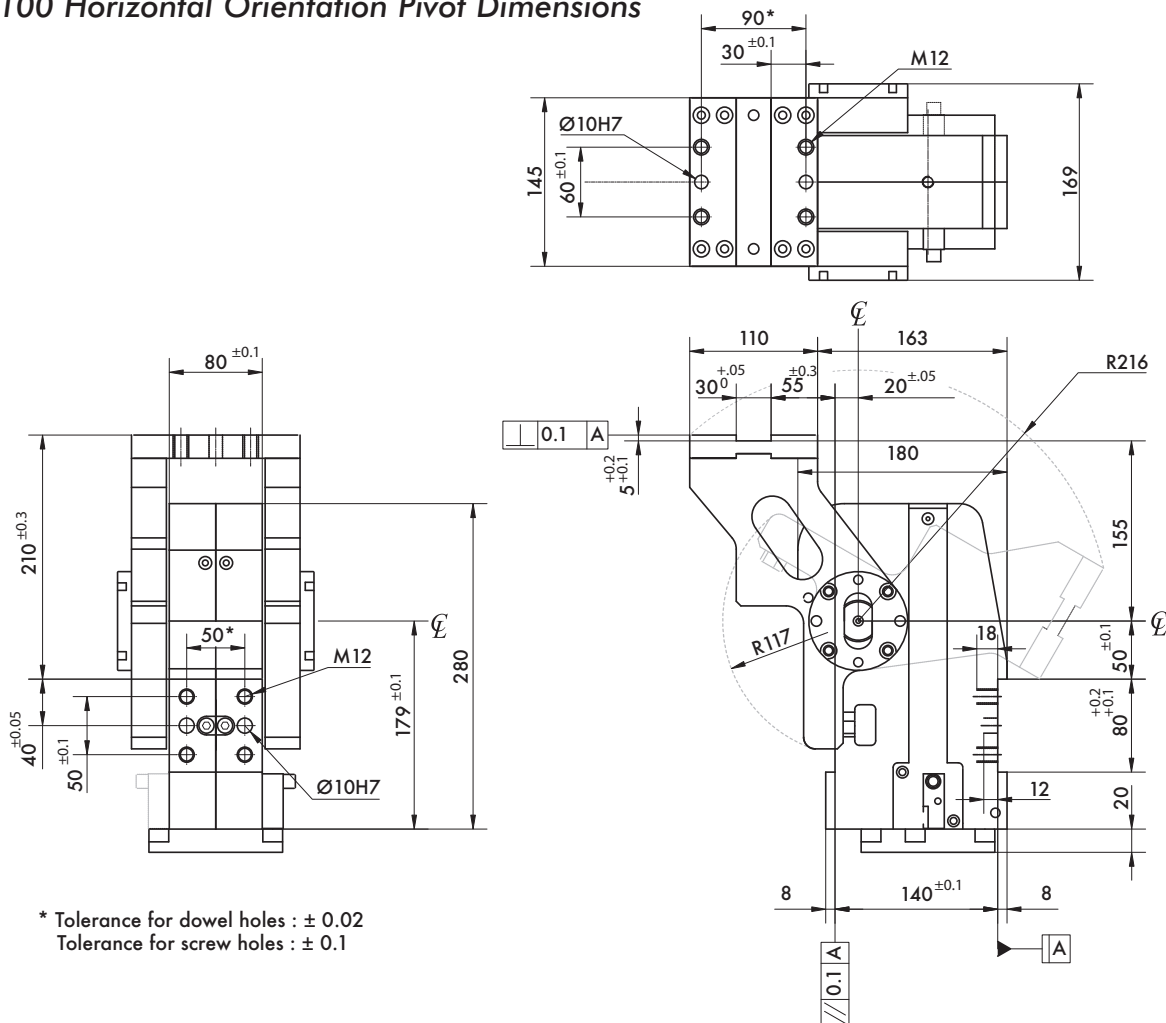 100 Horizontal Orientation Pivot Dimensions
90*
30 ±0.1
M12
Ø10H7
145
60 ±0.1
169
℄
110
163
80 ±0.1
30 +.05 0
55 ±0.3
20 ±.05
R216
⊥ 0.1 A
5 +0.2 +0.1
180
210 ±0.3
155
℄
℄
50*
M12
R117
18
50 ±0.1
280
179 ±0.1
40 ±0.05
50 ±0.1
80 +0.2 +0.1
Ø10H7
12
20
8
140 ±0.1
8
* Tolerance for dowel holes : ± 0.02
Tolerance for screw holes : ± 0.1
// 0.1 A
A